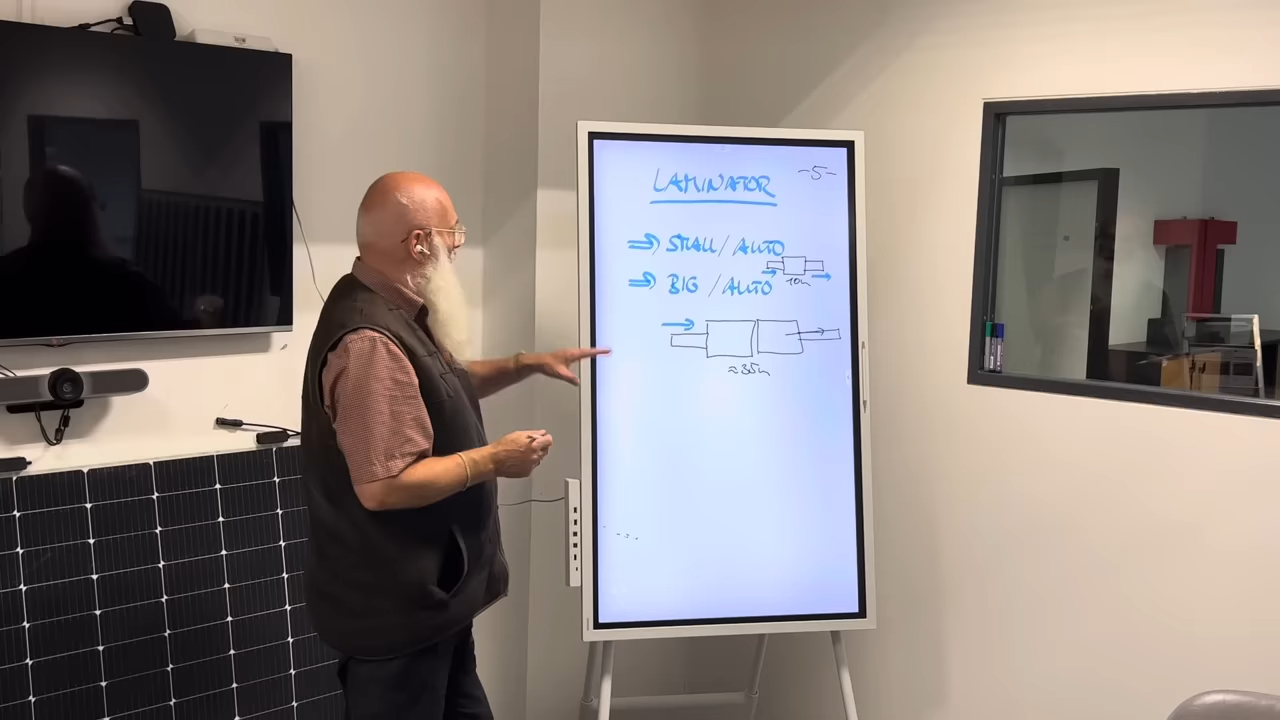 -5-
LAMINATOR
⇒ SMALL/AUTO
10m
⇒ BIG /AUTO
≈35m